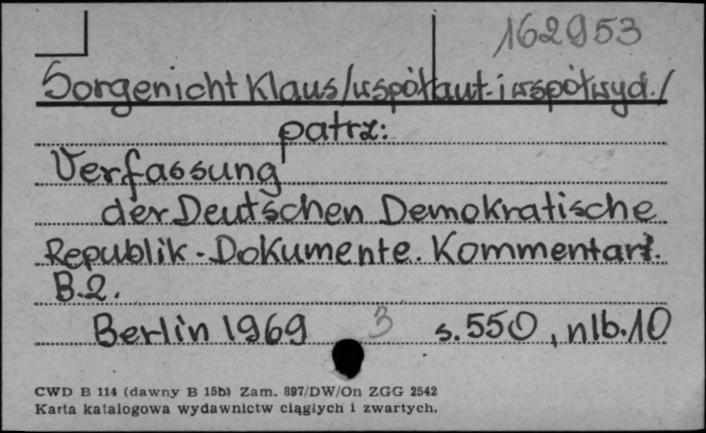 162953
Sorgenicht Klaus /współaut. i współwyd./
patrz:
Verfassung
der Deutschen Demokratische
Republik - Dokumente. Kommentar.
B.2.
Berlin 1969 3 s. 550, nlb. 10
CWD B 114 (dawny B 15b) Zam. 897/DW/On ZGG 2542
Karta katalogowa wydawnictw ciągłych i zwartych.